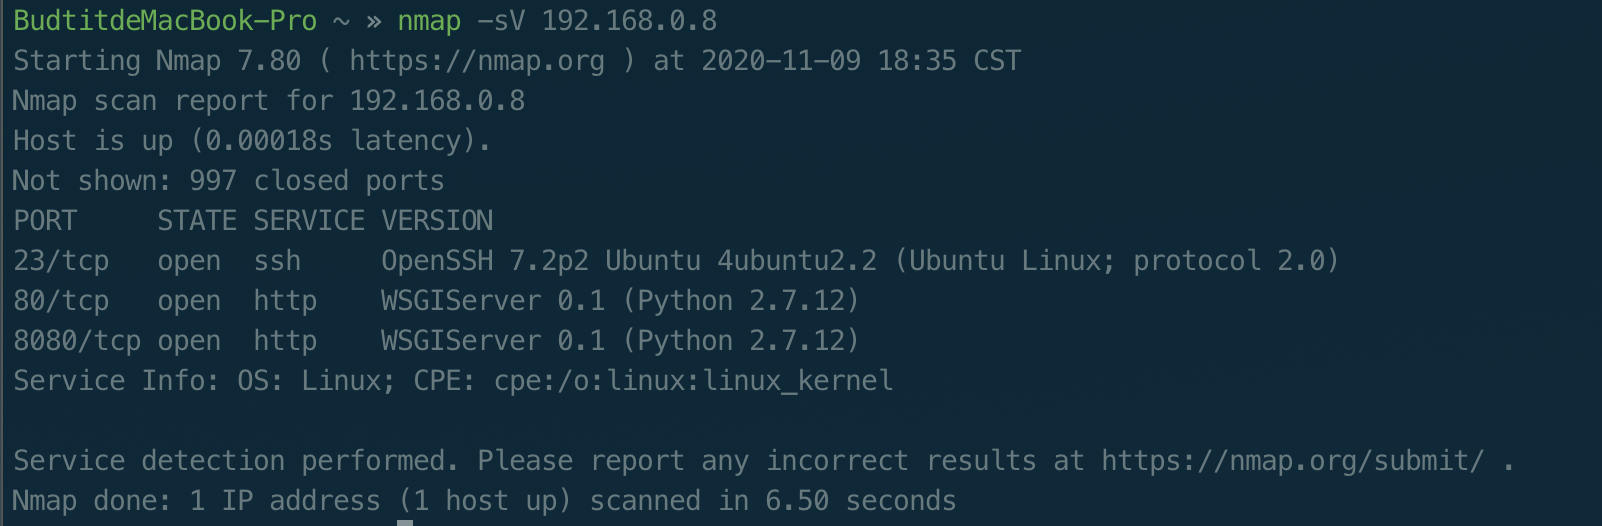 BudtitdeMacBook-Pro ~ » nmap -sV 192.168.0.8
Starting Nmap 7.80 ( https://nmap.org ) at 2020-11-09 18:35 CST
Nmap scan report for 192.168.0.8
Host is up (0.00018s latency).
Not shown: 997 closed ports
PORT     STATE SERVICE VERSION
23/tcp   open  ssh     OpenSSH 7.2p2 Ubuntu 4ubuntu2.2 (Ubuntu Linux; protocol 2.0)
80/tcp   open  http    WSGIServer 0.1 (Python 2.7.12)
8080/tcp open  http    WSGIServer 0.1 (Python 2.7.12)
Service Info: OS: Linux; CPE: cpe:/o:linux:linux_kernel

Service detection performed. Please report any incorrect results at https://nmap.org/submit/ .
Nmap done: 1 IP address (1 host up) scanned in 6.50 seconds